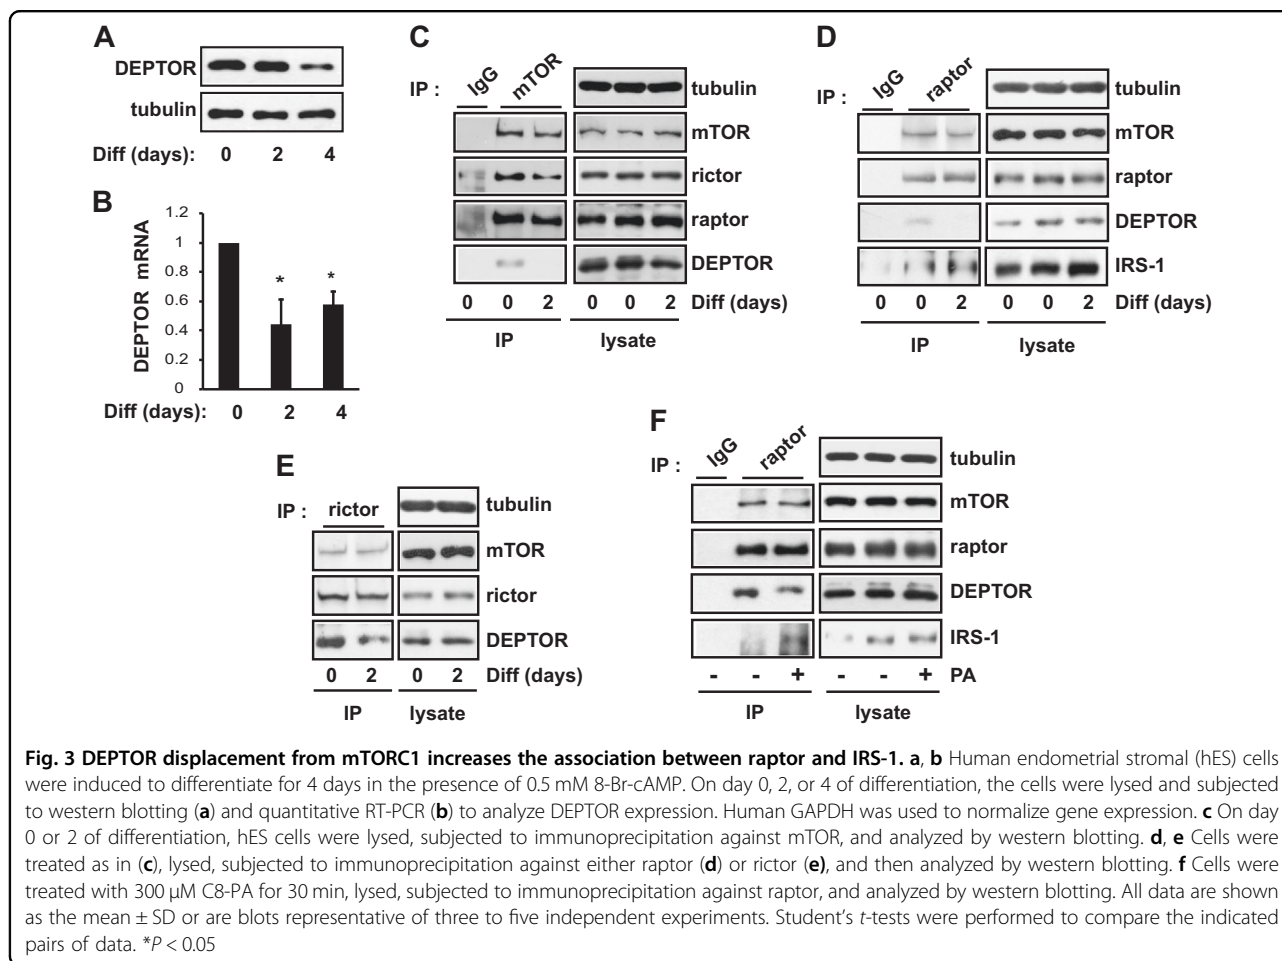 A
DEPTOR
tubulin
Diff (days): 0 2 4
B
DEPTOR mRNA
1.2
1
0.8
0.6
0.4
0.2
0
* *
Diff (days): 0 2 4
C
IP : IgG mTOR
tubulin
mTOR
rictor
raptor
DEPTOR
0 0 2 0 0 2 Diff (days)
IP lysate
D
IP : IgG raptor
tubulin
mTOR
raptor
DEPTOR
IRS-1
0 0 2 0 0 2 Diff (days)
IP lysate
E
IP : rictor
tubulin
mTOR
rictor
DEPTOR
0 2 0 2 Diff (days)
IP lysate
F
IP : IgG raptor
tubulin
mTOR
raptor
DEPTOR
IRS-1
- - + - - + PA
IP lysate
Fig. 3 DEPTOR displacement from mTORC1 increases the association between raptor and IRS-1. a, b Human endometrial stromal (hES) cells
were induced to differentiate for 4 days in the presence of 0.5 mM 8-Br-cAMP. On day 0, 2, or 4 of differentiation, the cells were lysed and subjected
to western blotting (a) and quantitative RT-PCR (b) to analyze DEPTOR expression. Human GAPDH was used to normalize gene expression. c On day
0 or 2 of differentiation, hES cells were lysed, subjected to immunoprecipitation against mTOR, and analyzed by western blotting. d, e Cells were
treated as in (c), lysed, subjected to immunoprecipitation against either raptor (d) or rictor (e), and then analyzed by western blotting. f Cells were
treated with 300 µM C8-PA for 30 min, lysed, subjected to immunoprecipitation against raptor, and analyzed by western blotting. All data are shown
as the mean ± SD or are blots representative of three to five independent experiments. Student's t-tests were performed to compare the indicated
pairs of data. *P < 0.05